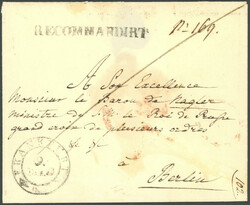 RECOMMANDIRT
No 169.
A Son Excellence
Monsieur le Baron de Nagler
ministre de S. M. le Roi de Prusse
grand croix de plusieurs ordres
à
Berlin
FRANKFURT